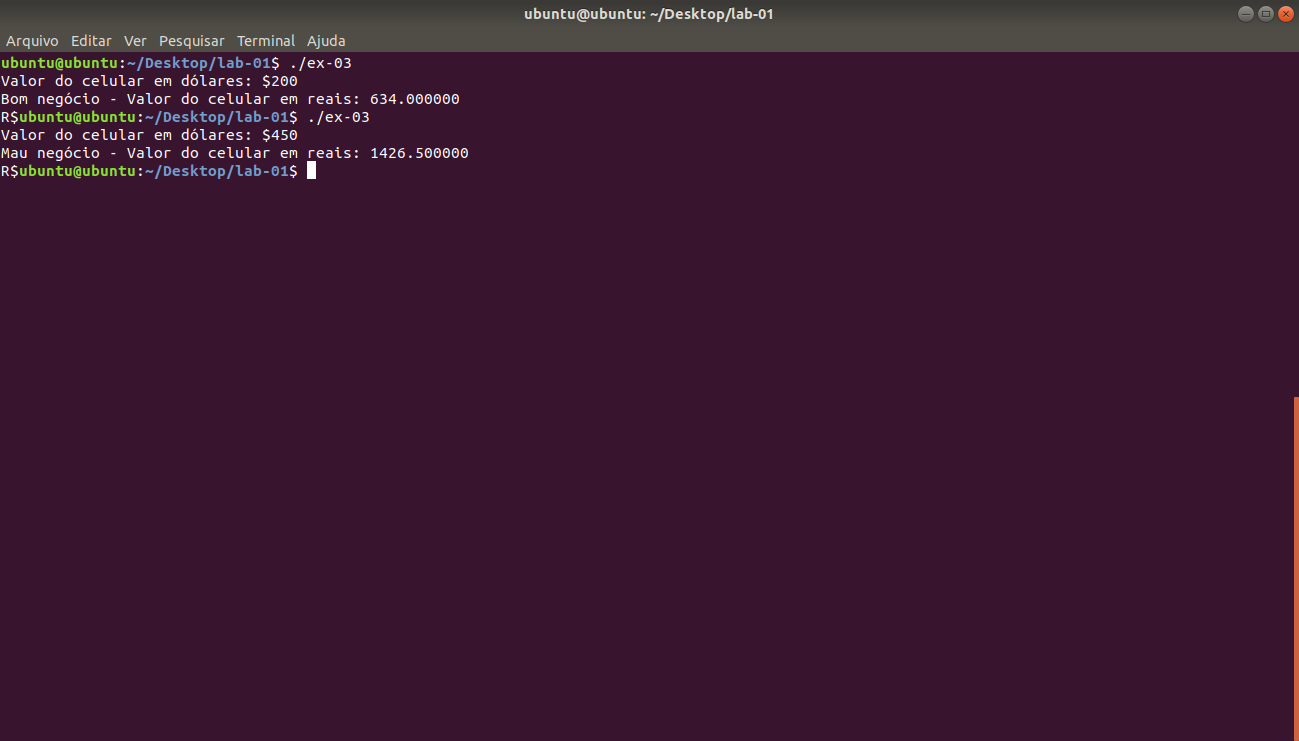 ubuntu@ubuntu: ~/Desktop/lab-01
Arquivo Editar Ver Pesquisar Terminal Ajuda
ubuntu@ubuntu:~/Desktop/lab-01$ ./ex-03
Valor do celular em dólares: $200
Bom negócio - Valor do celular em reais: 634.000000
R$ubuntu@ubuntu:~/Desktop/lab-01$ ./ex-03
Valor do celular em dólares: $450
Mau negócio - Valor do celular em reais: 1426.500000
R$ubuntu@ubuntu:~/Desktop/lab-01$